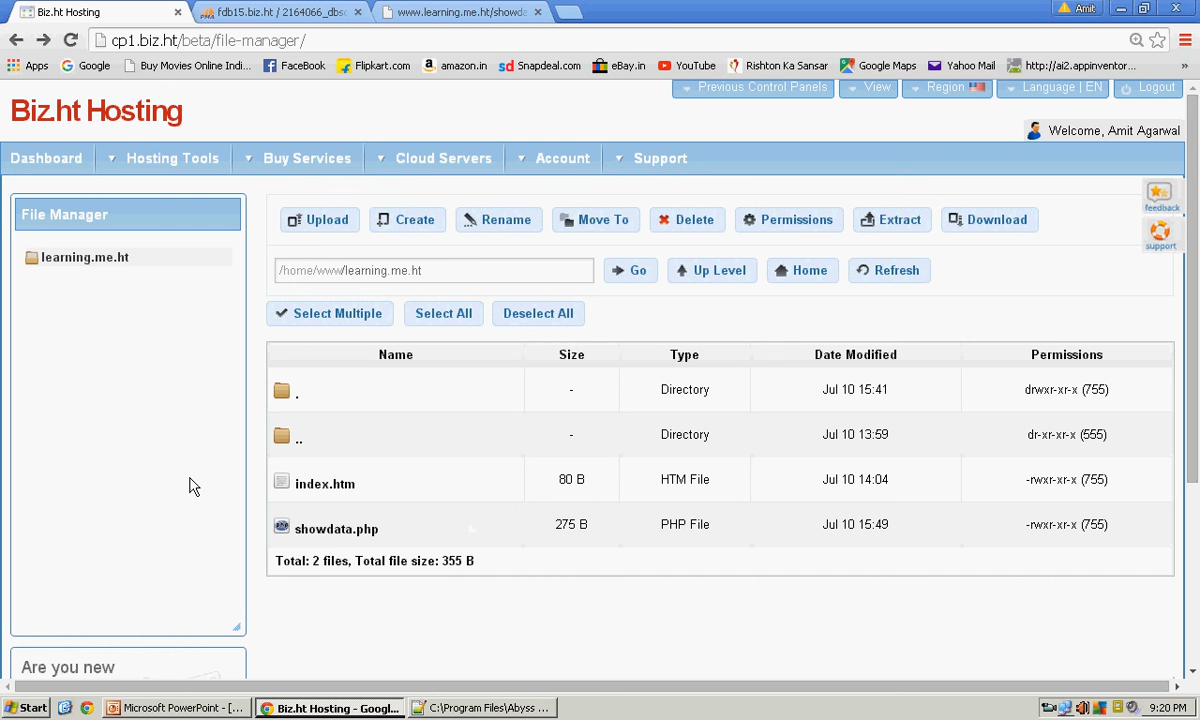 Biz.ht Hosting
fdb15.biz.ht / 2164066_dbsc
www.learning.me.ht/showda
Amit
cp1.biz.ht/beta/file-manager/
Apps
Google
Buy Movies Online Indi...
FaceBook
Flipkart.com
amazon.in
Snapdeal.com
eBay.in
YouTube
Rishton Ka Sansar
Google Maps
Yahoo Mail
http://ai2.appinventor...
»
Previous Control Panels
View
Region
Language | EN
Logout
Biz.ht Hosting
Welcome, Amit Agarwal
Dashboard
Hosting Tools
Buy Services
Cloud Servers
Account
Support
feedback
support
File Manager
learning.me.ht
Upload
Create
Rename
Move To
Delete
Permissions
Extract
Download
/home/www/learning.me.ht
Go
Up Level
Home
Refresh
Select Multiple
Select All
Deselect All
Name Size Type Date Modified Permissions
. - Directory Jul 10 15:41 drwxr-xr-x (755)
.. - Directory Jul 10 13:59 dr-xr-xr-x (555)
index.htm 80 B HTM File Jul 10 14:04 -rwxr-xr-x (755)
showdata.php 275 B PHP File Jul 10 15:49 -rwxr-xr-x (755)
Total: 2 files, Total file size: 355 B
Are you new
Start
Microsoft PowerPoint - [...
Biz.ht Hosting - Googl...
C:\Program Files\Abyss ...
9:20 PM